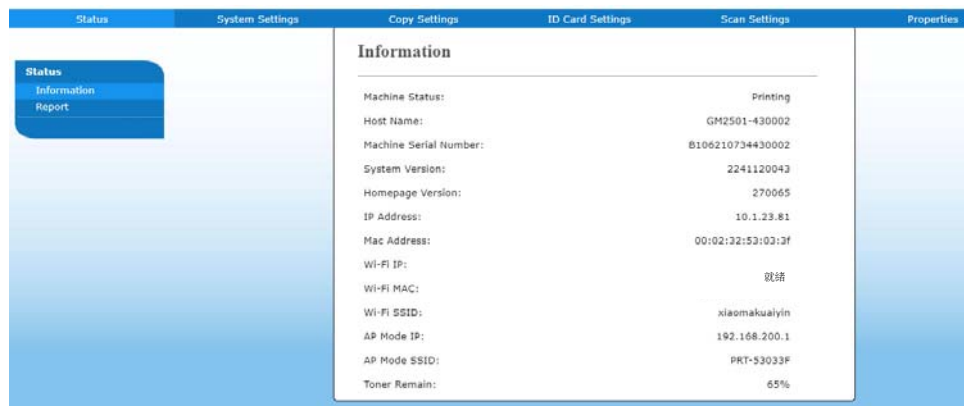 Status System Settings Copy Settings ID Card Settings Scan Settings Properties
Status
Information
Report
Information
Machine Status: Printing
Host Name: GM2501-430002
Machine Serial Number: B106210734430002
System Version: 2241120043
Homepage Version: 270065
IP Address: 10.1.23.81
Mac Address: 00:02:32:53:03:3f
Wi-Fi IP:
就绪
Wi-Fi MAC:
Wi-Fi SSID: xiaomakuaiyin
AP Mode IP: 192.168.200.1
AP Mode SSID: PRT-53033F
Toner Remain: 65%